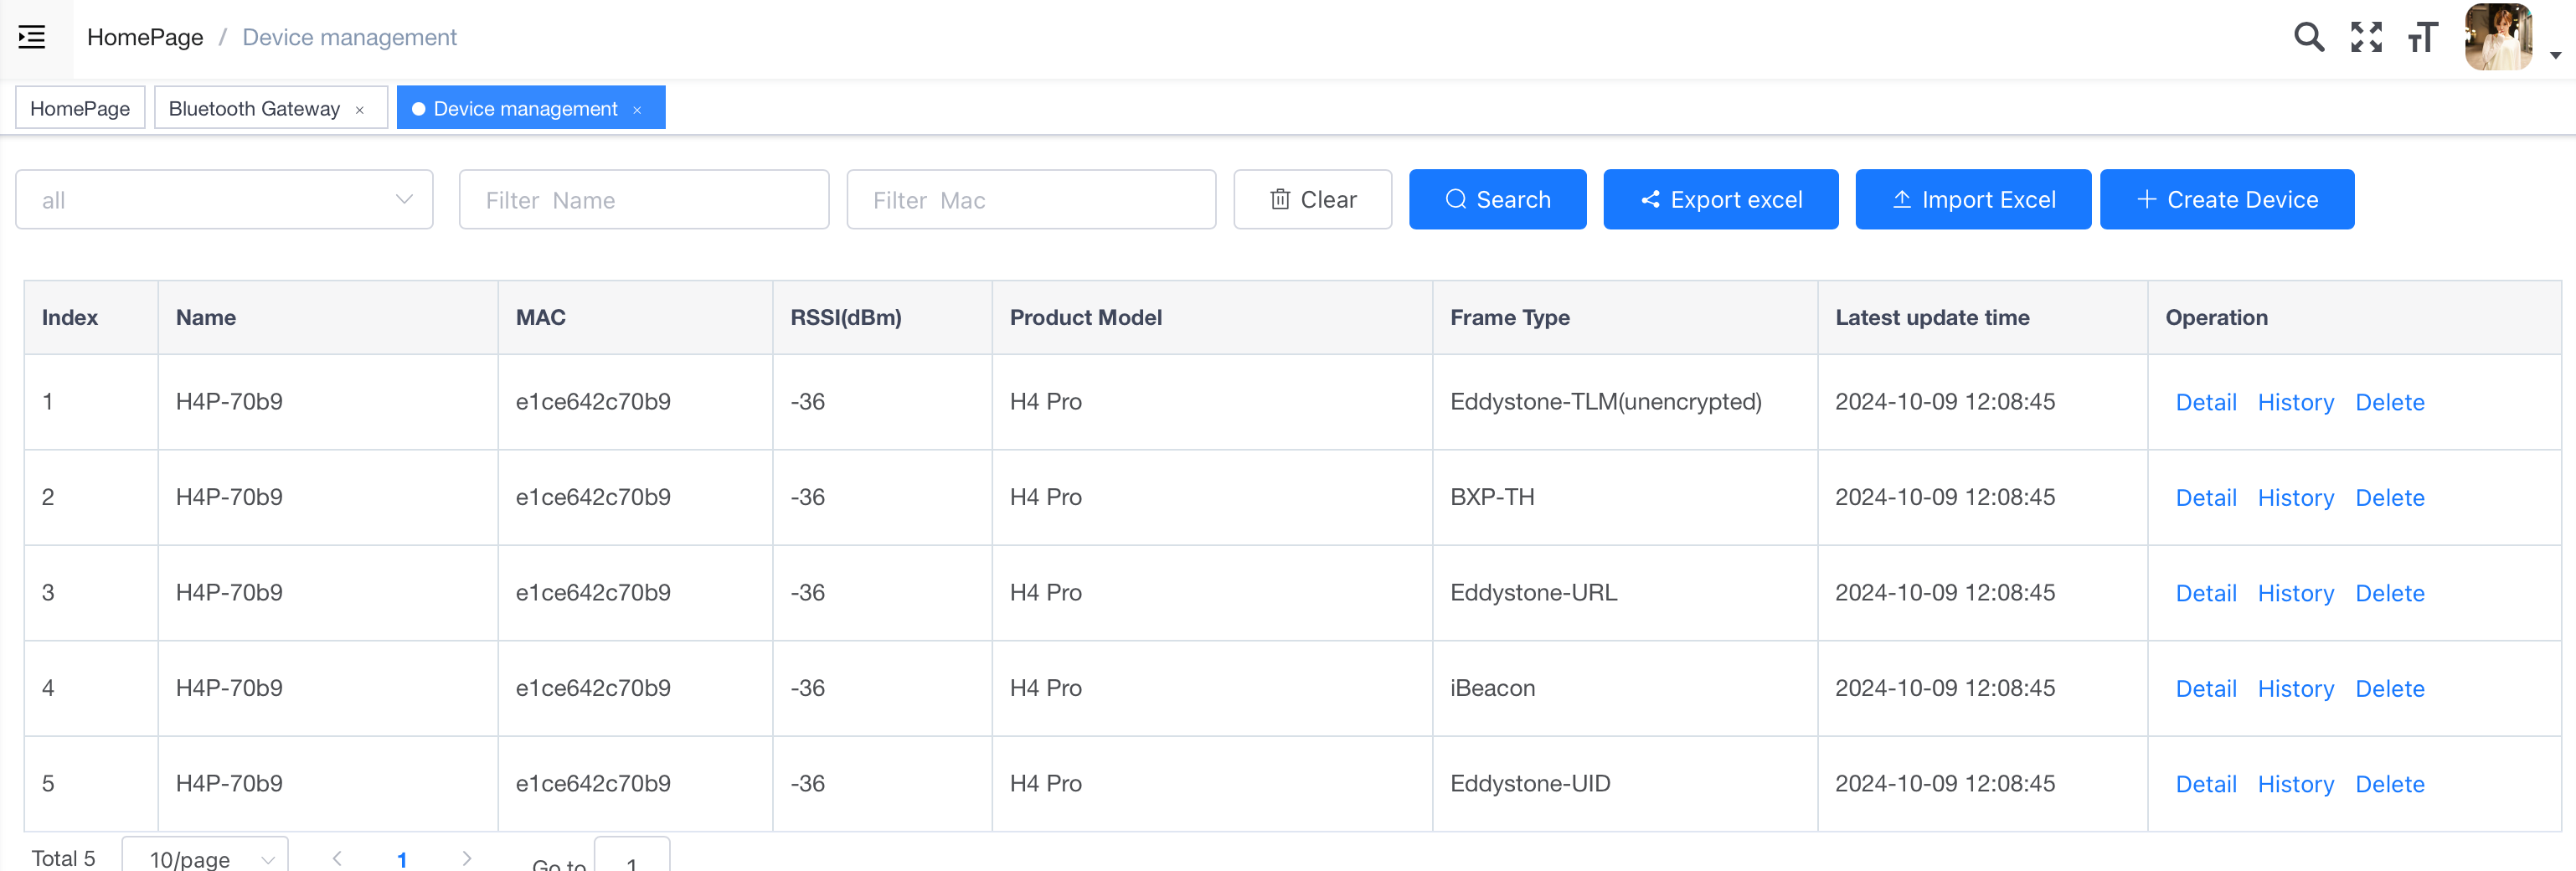 HomePage / Device management
HomePage Bluetooth Gateway × Device management ×
all Filter Name Filter Mac Clear Search Export excel Import Excel Create Device
Index Name MAC RSSI(dBm) Product Model Frame Type Latest update time Operation
1 H4P-70b9 e1ce642c70b9 -36 H4 Pro Eddystone-TLM(unencrypted) 2024-10-09 12:08:45 Detail History Delete
2 H4P-70b9 e1ce642c70b9 -36 H4 Pro BXP-TH 2024-10-09 12:08:45 Detail History Delete
3 H4P-70b9 e1ce642c70b9 -36 H4 Pro Eddystone-URL 2024-10-09 12:08:45 Detail History Delete
4 H4P-70b9 e1ce642c70b9 -36 H4 Pro iBeacon 2024-10-09 12:08:45 Detail History Delete
5 H4P-70b9 e1ce642c70b9 -36 H4 Pro Eddystone-UID 2024-10-09 12:08:45 Detail History Delete
Total 5 10/page 1 Go to 1